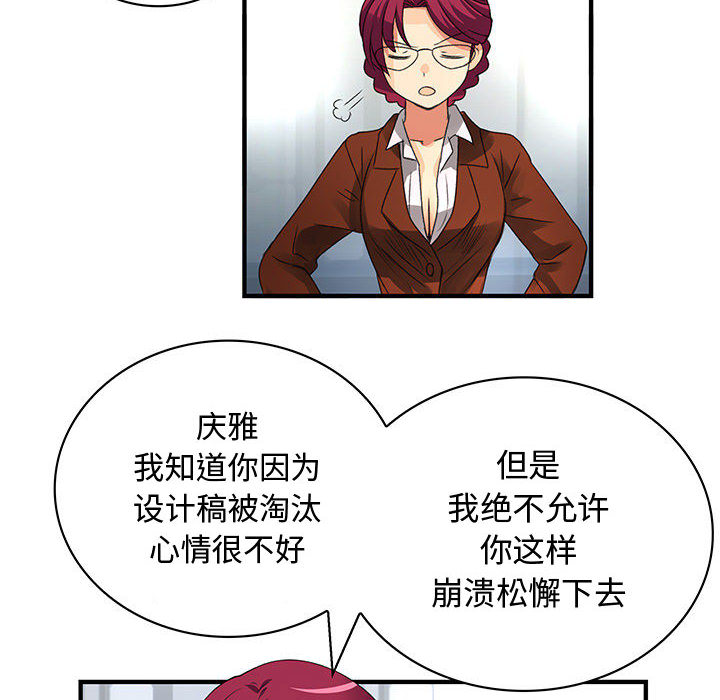 庆雅
我知道你因为
设计稿被淘汰
心情很不好
但是
我绝不允许
你这样
崩溃松懈下去